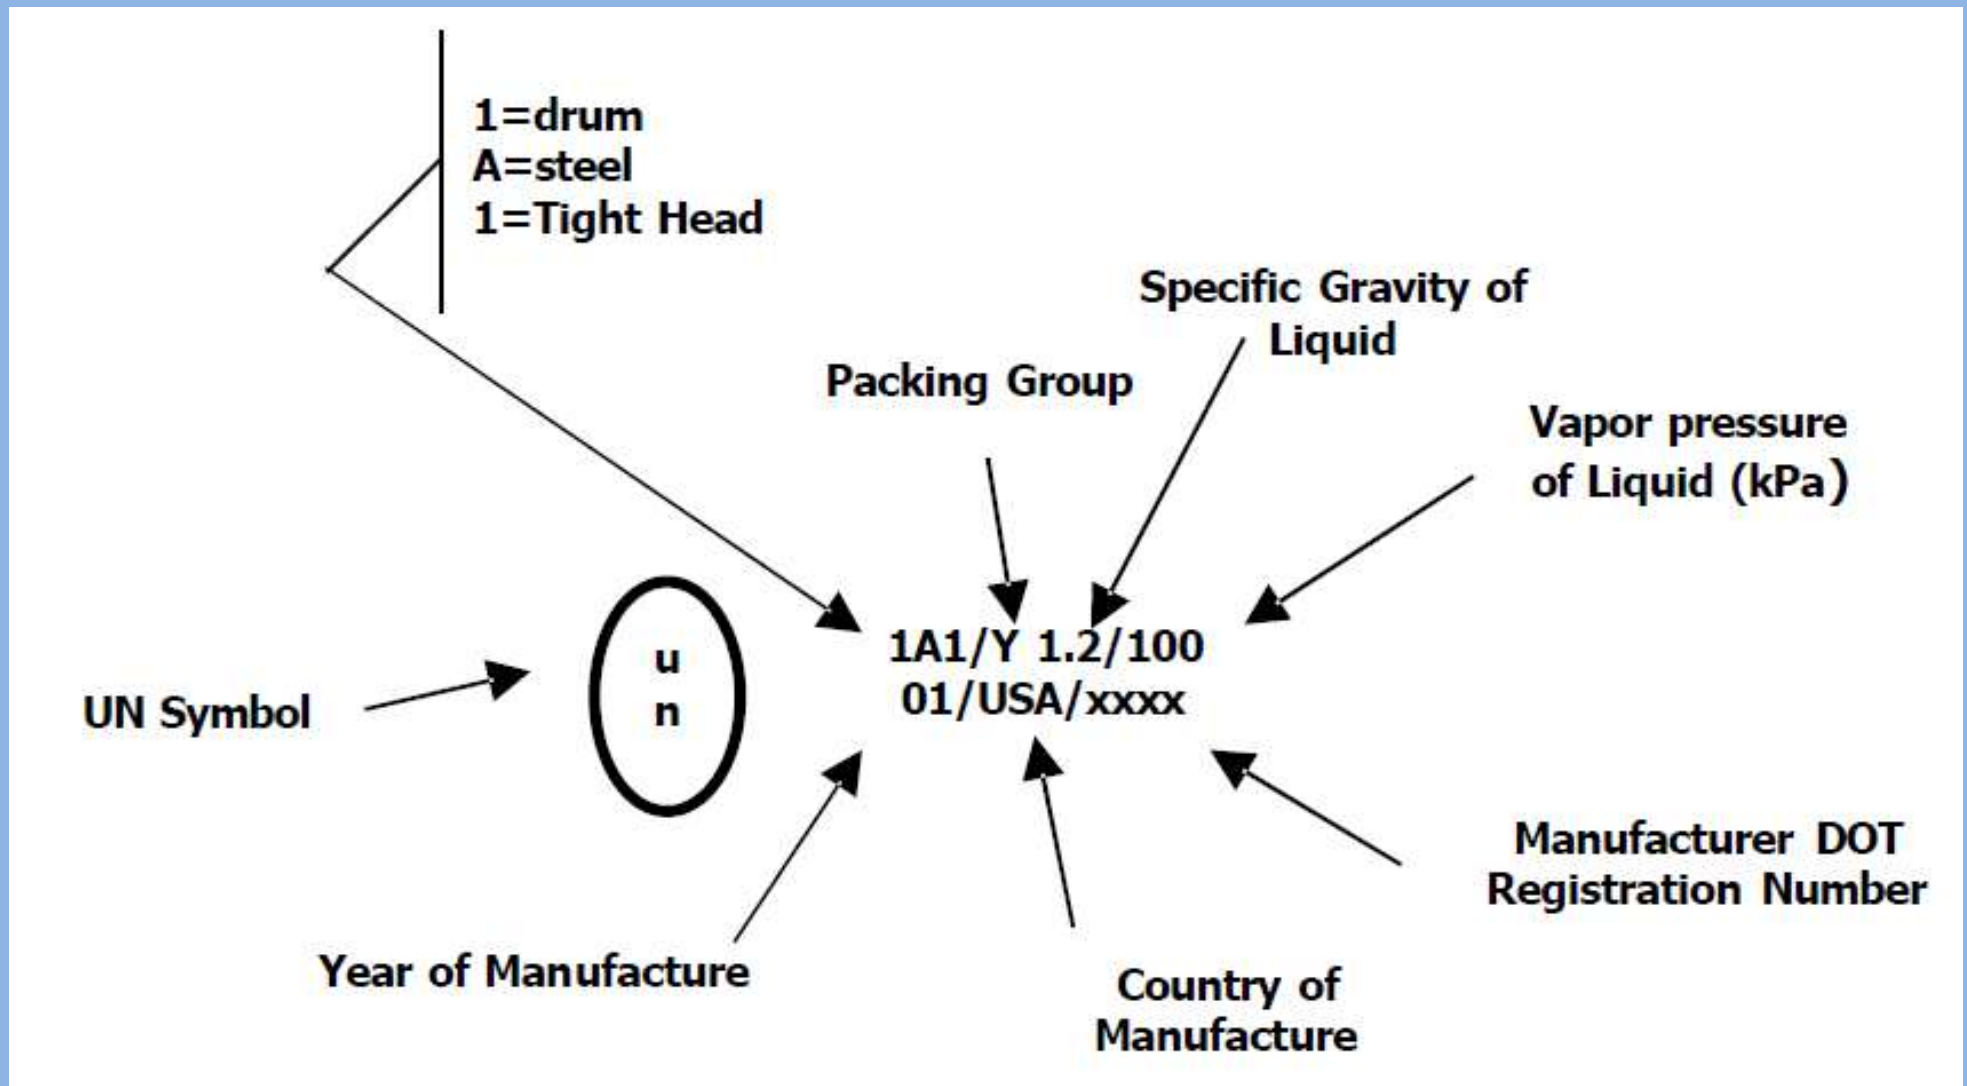 1=drum
A=steel
1=Tight Head
Specific Gravity of
Liquid
Packing Group
Vapor pressure
of Liquid (kPa)
u
n
1A1/Y 1.2/100
01/USA/xxxx
UN Symbol
Manufacturer DOT
Registration Number
Year of Manufacture
Country of
Manufacture